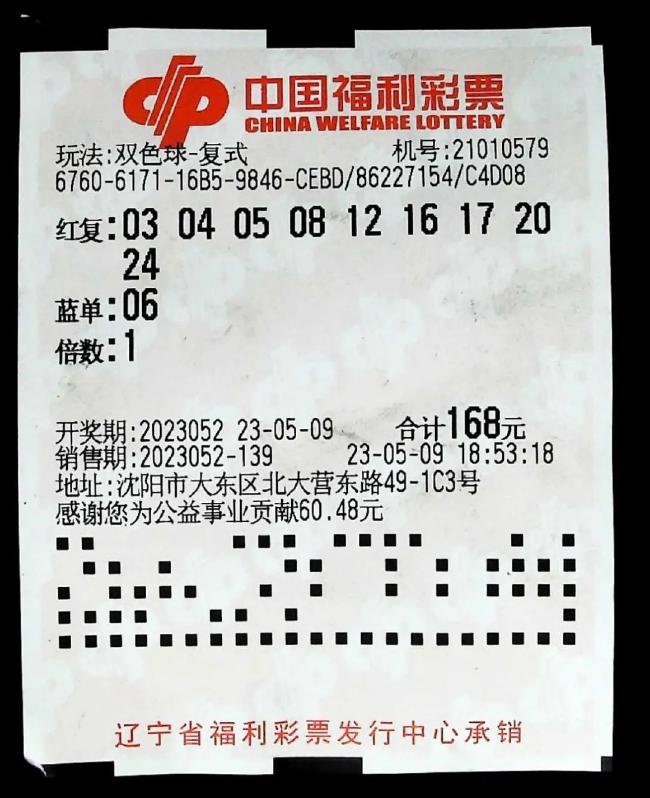 中国福利彩票
CHINA WELFARE LOTTERY
玩法:双色球-复式 机号:21010579
6760-6171-16B5-9846-CEBD/86227154/C4D08
红复:03 04 05 08 12 16 17 20
24
蓝单:06
倍数:1
开奖期:2023052 23-05-09 合计168元
销售期:2023052-139 23-05-09 18:53:18
地址:沈阳市大东区北大营东路49-1C3号
感谢您为公益事业贡献60.48元
辽宁省福利彩票发行中心承销